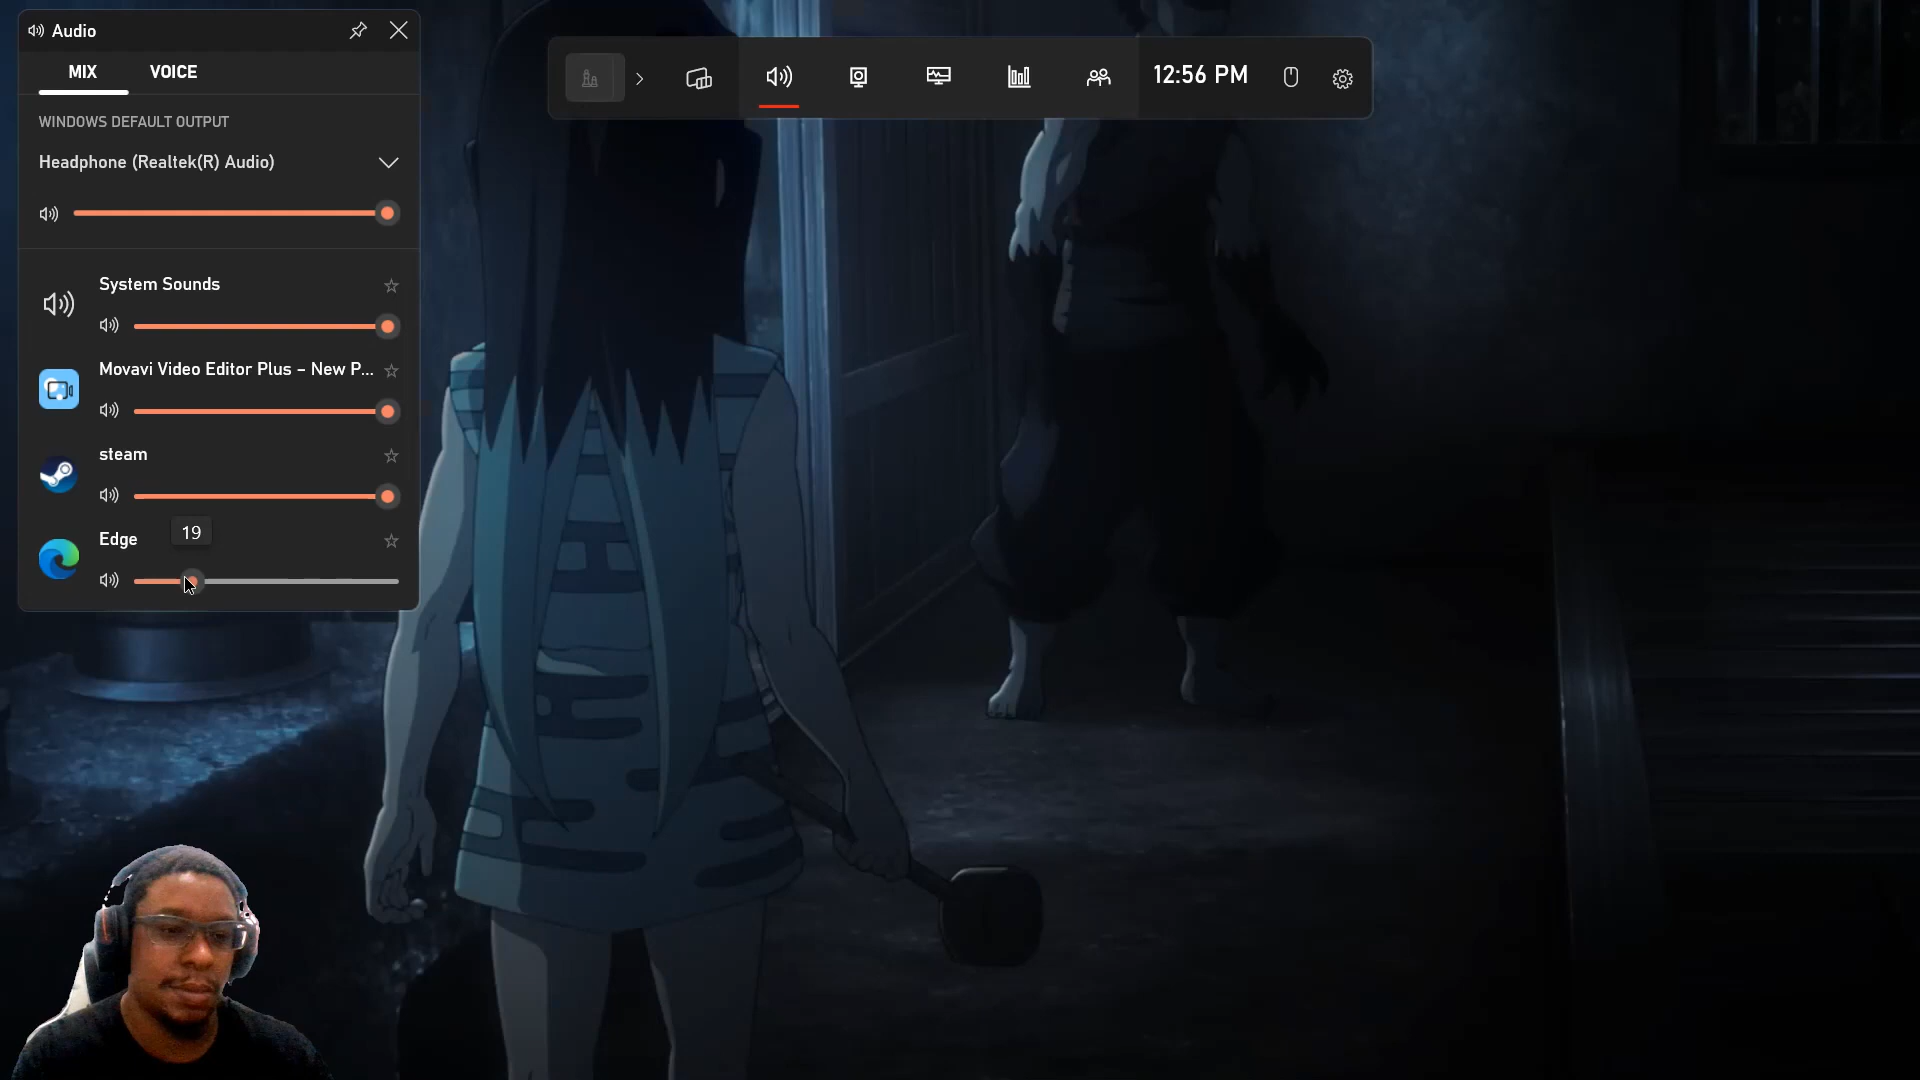 Audio
MIX VOICE
WINDOWS DEFAULT OUTPUT
Headphone (Realtek(R) Audio)
System Sounds
Movavi Video Editor Plus – New P...
steam
Edge
19
12:56 PM